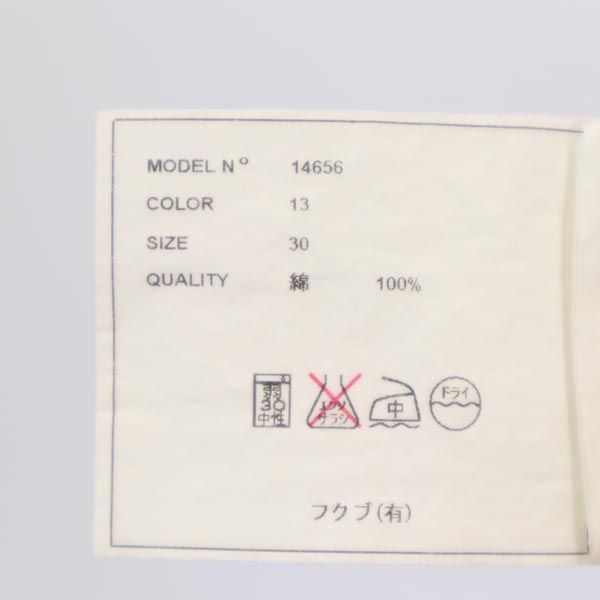 MODEL Nº 14656
COLOR 13
SIZE 30
QUALITY 綿 100%
中性 エンソ サラシ 中 ドライ
フクブ(有)